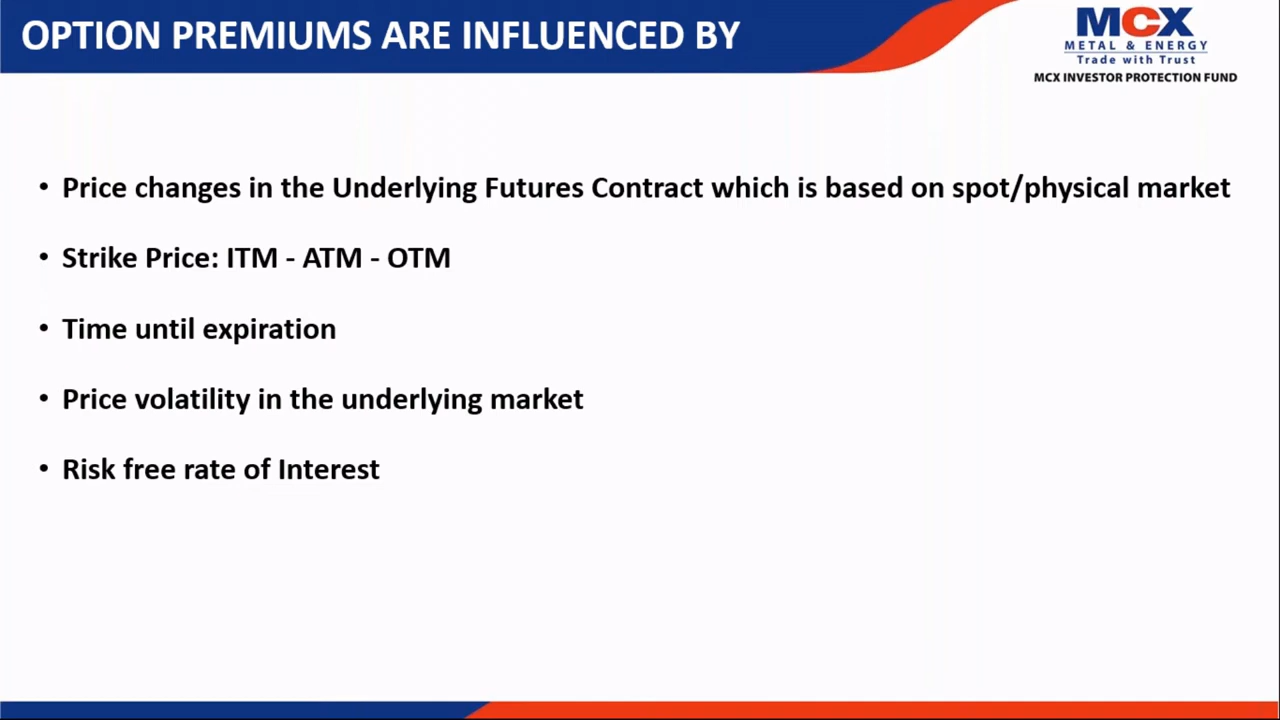 OPTION PREMIUMS ARE INFLUENCED BY
MCX
METAL & ENERGY
Trade with Trust
MCX INVESTOR PROTECTION FUND
• Price changes in the Underlying Futures Contract which is based on spot/physical market
• Strike Price: ITM - ATM - OTM
• Time until expiration
• Price volatility in the underlying market
• Risk free rate of Interest